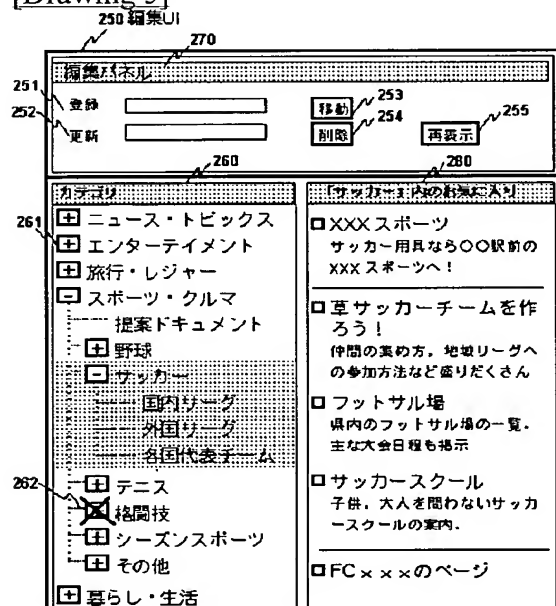 [Drawing 9]
250 編集UI
270
編集パネル
251 登録 移動 253
252 更新 削除 254 再表示 255
260
280
カテゴリ
「サッカー」内のお気に入り
ニュース・トピックス
261 エンターテイメント
旅行・レジャー
スポーツ・クルマ
提案ドキュメント
野球
サッカー
国内リーグ
外国リーグ
各国代表チーム
テニス
262 格闘技
シーズンスポーツ
その他
暮らし・生活
XXX スポーツ
サッカー用具なら〇〇駅前の
XXX スポーツへ！
草サッカーチームを作
ろう！
仲間の集め方，地域リーグへ
の参加方法など盛りだくさん
フットサル場
県内のフットサル場の一覧．
主な大会日程も掲示
サッカースクール
子供，大人を問わないサッカ
ースクールの案内．
FC×××のページ